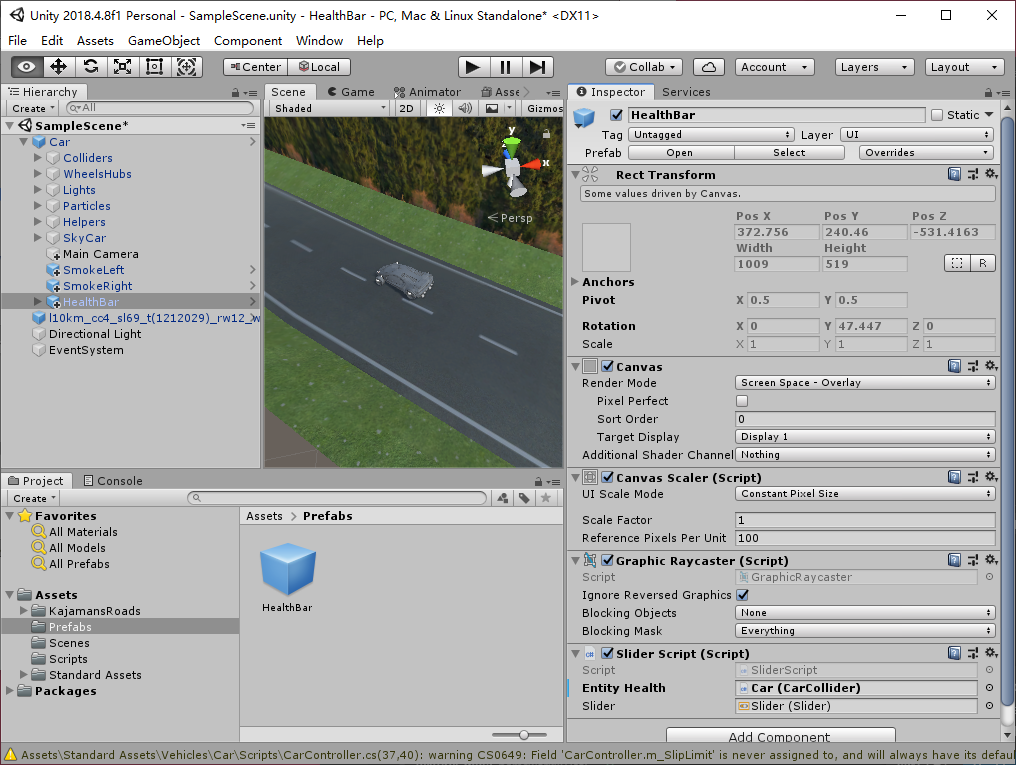 Unity 2018.4.8f1 Personal - SampleScene.unity - HealthBar - PC, Mac & Linux Standalone* <DX11>
File Edit Assets GameObject Component Window Help
Center Local Collab Account Layers Layout
Hierarchy
Create All
SampleScene*
Car
Colliders
WheelsHubs
Lights
Particles
Helpers
SkyCar
Main Camera
SmokeLeft
SmokeRight
HealthBar
l10km_cc4_sl69_t(1212029)_rw12_w
Directional Light
EventSystem
Scene Game Animator Asse
Shaded 2D Gizmos
y
x
z
Persp
Project Console
Create
Favorites
All Materials
All Models
All Prefabs
Assets
KajamansRoads
Prefabs
Scenes
Scripts
Standard Assets
Packages
Assets > Prefabs
HealthBar
Inspector Services
HealthBar Static
Tag Untagged Layer UI
Prefab Open Select Overrides
Rect Transform
Some values driven by Canvas.
Pos X Pos Y Pos Z
372.756 240.46 -531.4163
Width Height
1009 519
R
Anchors
Pivot X 0.5 Y 0.5
Rotation X 0 Y 47.447 Z 0
Scale X 1 Y 1 Z 1
Canvas
Render Mode Screen Space - Overlay
Pixel Perfect
Sort Order 0
Target Display Display 1
Additional Shader Channel Nothing
Canvas Scaler (Script)
UI Scale Mode Constant Pixel Size
Scale Factor 1
Reference Pixels Per Unit 100
Graphic Raycaster (Script)
Script GraphicRaycaster
Ignore Reversed Graphics
Blocking Objects None
Blocking Mask Everything
Slider Script (Script)
Script SliderScript
Entity Health Car (CarCollider)
Slider Slider (Slider)
Add Component
Assets\Standard Assets\Vehicles\Car\Scripts\CarController.cs(37,40): warning CS0649: Field 'CarController.m_SlipLimit' is never assigned to, and will always have its defau